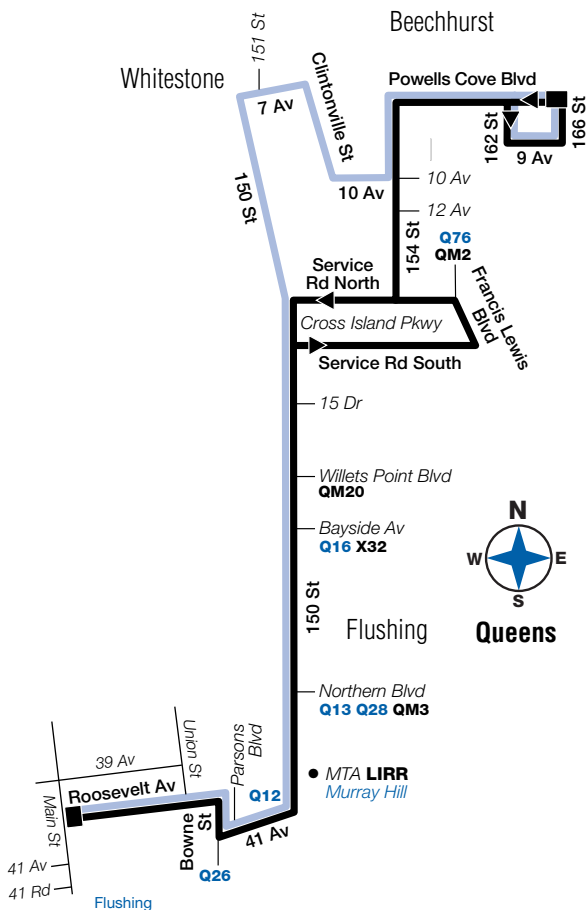 Beechhurst
151 St
Whitestone
Clintonville St
Powells Cove Blvd
7 Av
162 St
166 St
9 Av
10 Av
10 Av
150 St
12 Av
154 St
Q76
QM2
Service
Rd North
Francis Lewis
Blvd
Cross Island Pkwy
Service Rd South
15 Dr
Willets Point Blvd
QM20
Bayside Av
Q16 X32
N
W
E
S
150 St
Flushing
Queens
Northern Blvd
Q13 Q28 QM3
Union St
Parsons
Blvd
39 Av
MTA LIRR
Murray Hill
Roosevelt Av
Q12
Main St
Bowne
St
41 Av
41 Av
Q26
41 Rd
Flushing